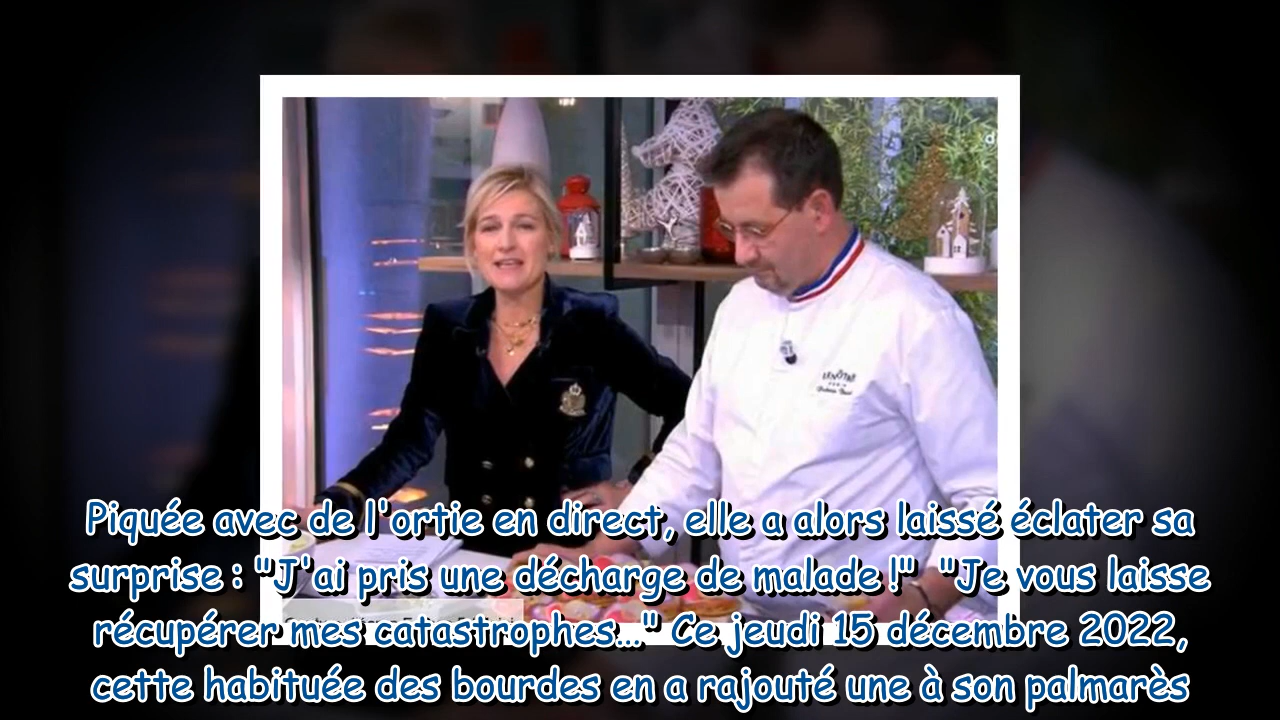 LENÔTRE
PARIS
Piquée avec de l'ortie en direct, elle a alors laissé éclater sa
surprise : "J'ai pris une décharge de malade !" "Je vous laisse
récupérer mes catastrophes..." Ce jeudi 15 décembre 2022,
cette habituée des bourdes en a rajouté une à son palmarès